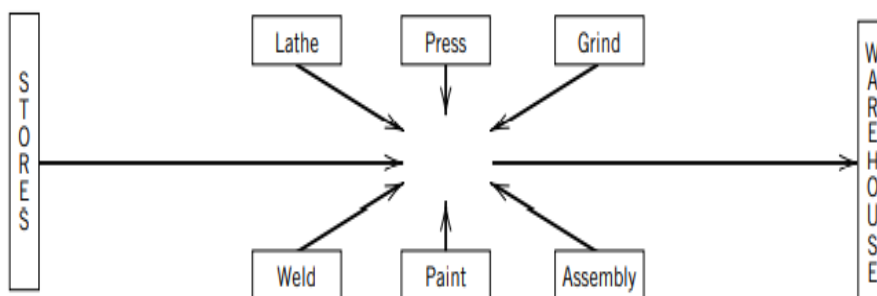 STORES
Lathe
Press
Grind
Weld
Paint
Assembly
WAREHOUSE